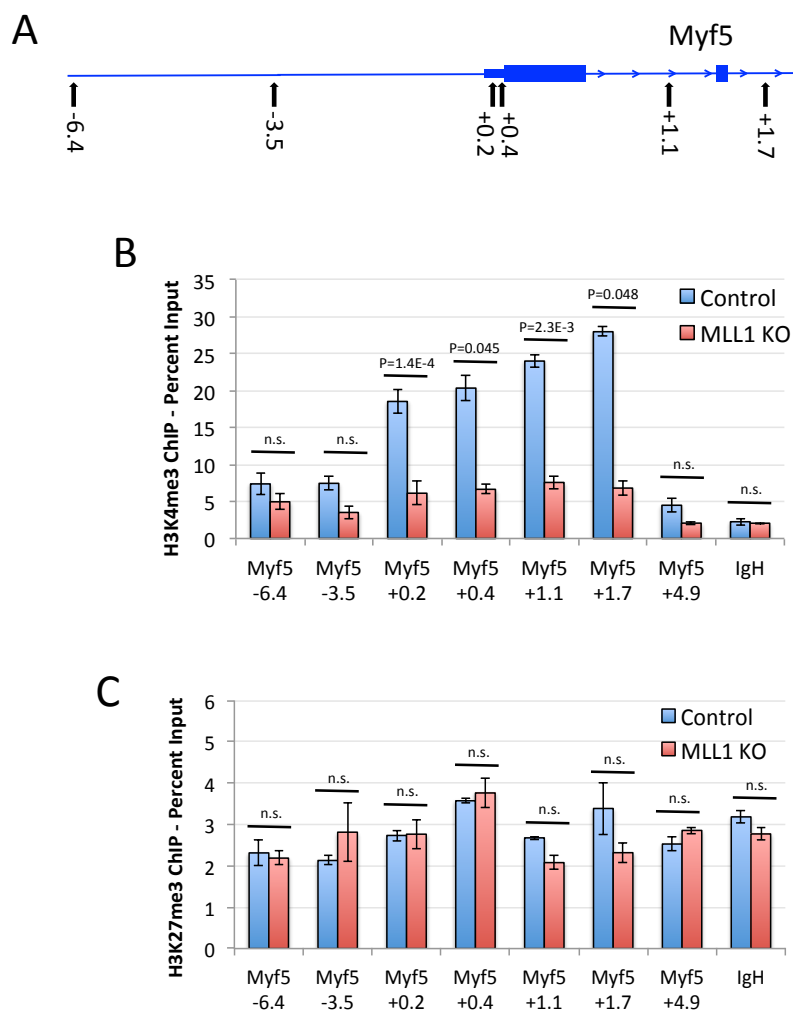 A
Myf5
-6.4
-3.5
+0.2
+0.4
+1.1
+1.7
B
H3K4me3 ChIP - Percent Input
35
30
25
20
15
10
5
0
n.s.
n.s.
P=1.4E-4
P=0.045
P=2.3E-3
P=0.048
n.s.
n.s.
Control
MLL1 KO
Myf5 Myf5 Myf5 Myf5 Myf5 Myf5 Myf5 IgH
-6.4 -3.5 +0.2 +0.4 +1.1 +1.7 +4.9
C
H3K27me3 ChIP - Percent Input
6
5
4
3
2
1
0
n.s.
n.s.
n.s.
n.s.
n.s.
n.s.
n.s.
n.s.
Control
MLL1 KO
Myf5 Myf5 Myf5 Myf5 Myf5 Myf5 Myf5 IgH
-6.4 -3.5 +0.2 +0.4 +1.1 +1.7 +4.9